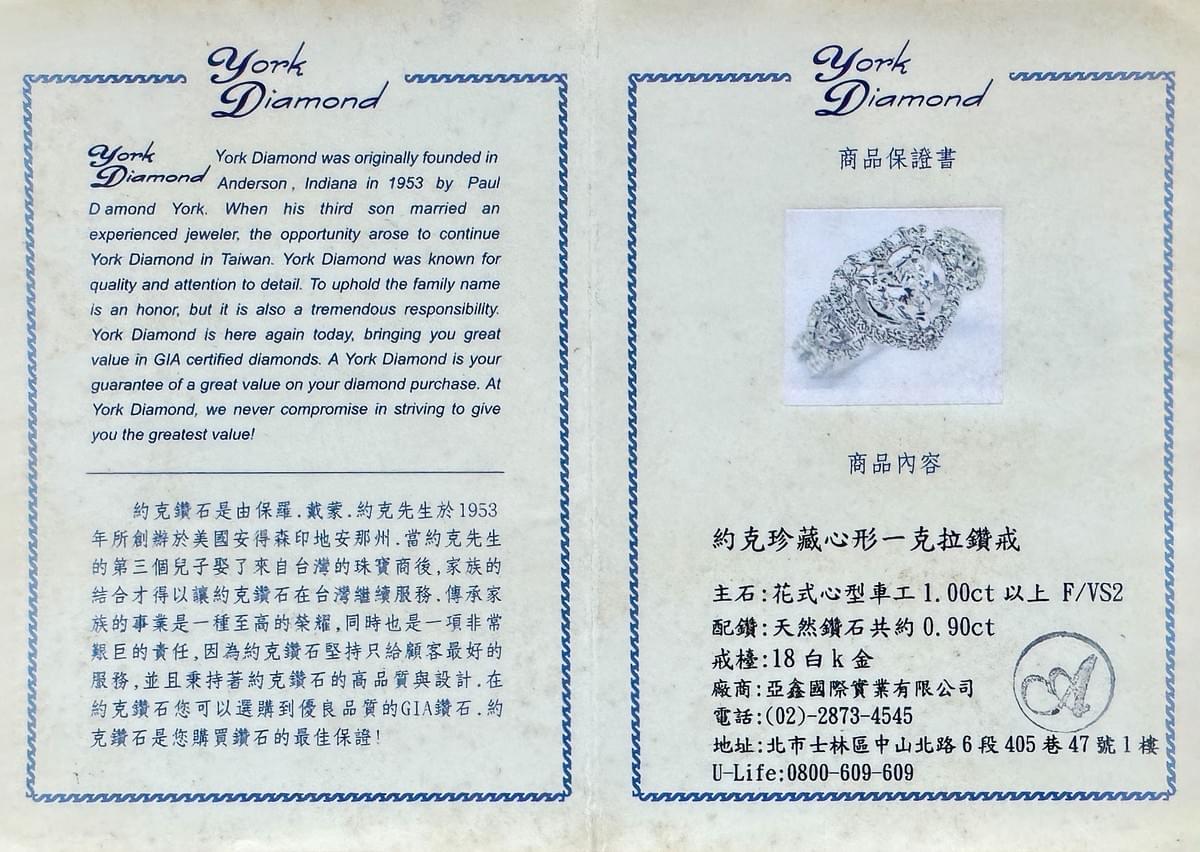 York
Diamond
York
Diamond
York Diamond was originally founded in
Anderson, Indiana in 1953 by Paul
D amond York. When his third son married an
experienced jeweler, the opportunity arose to continue
York Diamond in Taiwan. York Diamond was known for
quality and attention to detail. To uphold the family name
is an honor, but it is also a tremendous responsibility.
York Diamond is here again today, bringing you great
value in GIA certified diamonds. A York Diamond is your
guarantee of a great value on your diamond purchase. At
York Diamond, we never compromise in striving to give
you the greatest value!
約克鑽石是由保羅.戴蒙.約克先生於1953
年所創辦於美國安得森印地安那州.當約克先生
的第三個兒子娶了來自台灣的珠寶商後,家族的
結合才得以讓約克鑽石在台灣繼續服務.傳承家
族的事業是一種至高的榮耀,同時也是一項非常
艱巨的責任,因為約克鑽石堅持只給顧客最好的
服務,並且秉持著約克鑽石的高品質與設計.在
約克鑽石您可以選購到優良品質的GIA鑽石.約
克鑽石是您購買鑽石的最佳保證!
York
Diamond
商品保證書
商品內容
約克珍藏心形一克拉鑽戒
主石:花式心型車工1.00ct以上 F/VS2
配鑽:天然鑽石共約0.90ct
戒檯:18白k金
廠商:亞鑫國際實業有限公司
電話:(02)-2873-4545
地址:北市士林區中山北路6段405巷47號1樓
U-Life:0800-609-609